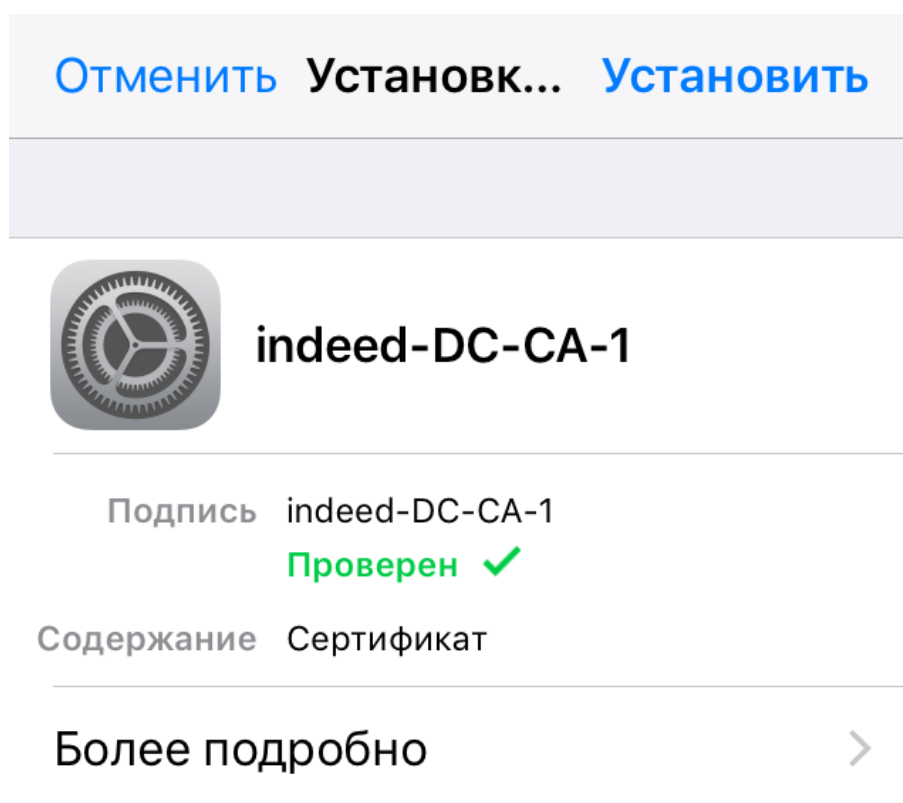 Отменить Установк... Установить
indeed-DC-CA-1
Подпись indeed-DC-CA-1
Проверен ✓
Содержание Сертификат
Более подробно